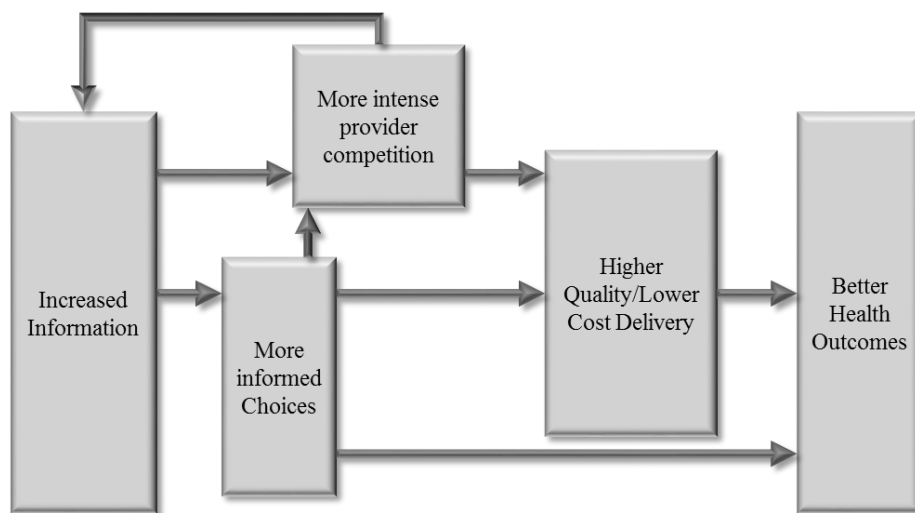 More intense
provider
competition
Increased
Information
More
informed
Choices
Higher
Quality/Lower
Cost Delivery
Better
Health
Outcomes